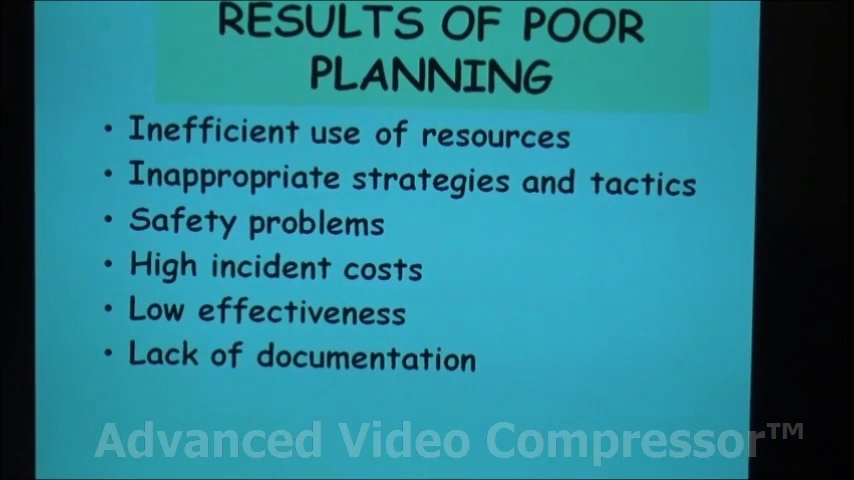 RESULTS OF POOR
PLANNING
• Inefficient use of resources
• Inappropriate strategies and tactics
• Safety problems
• High incident costs
• Low effectiveness
• Lack of documentation
Advanced Video Compressor™